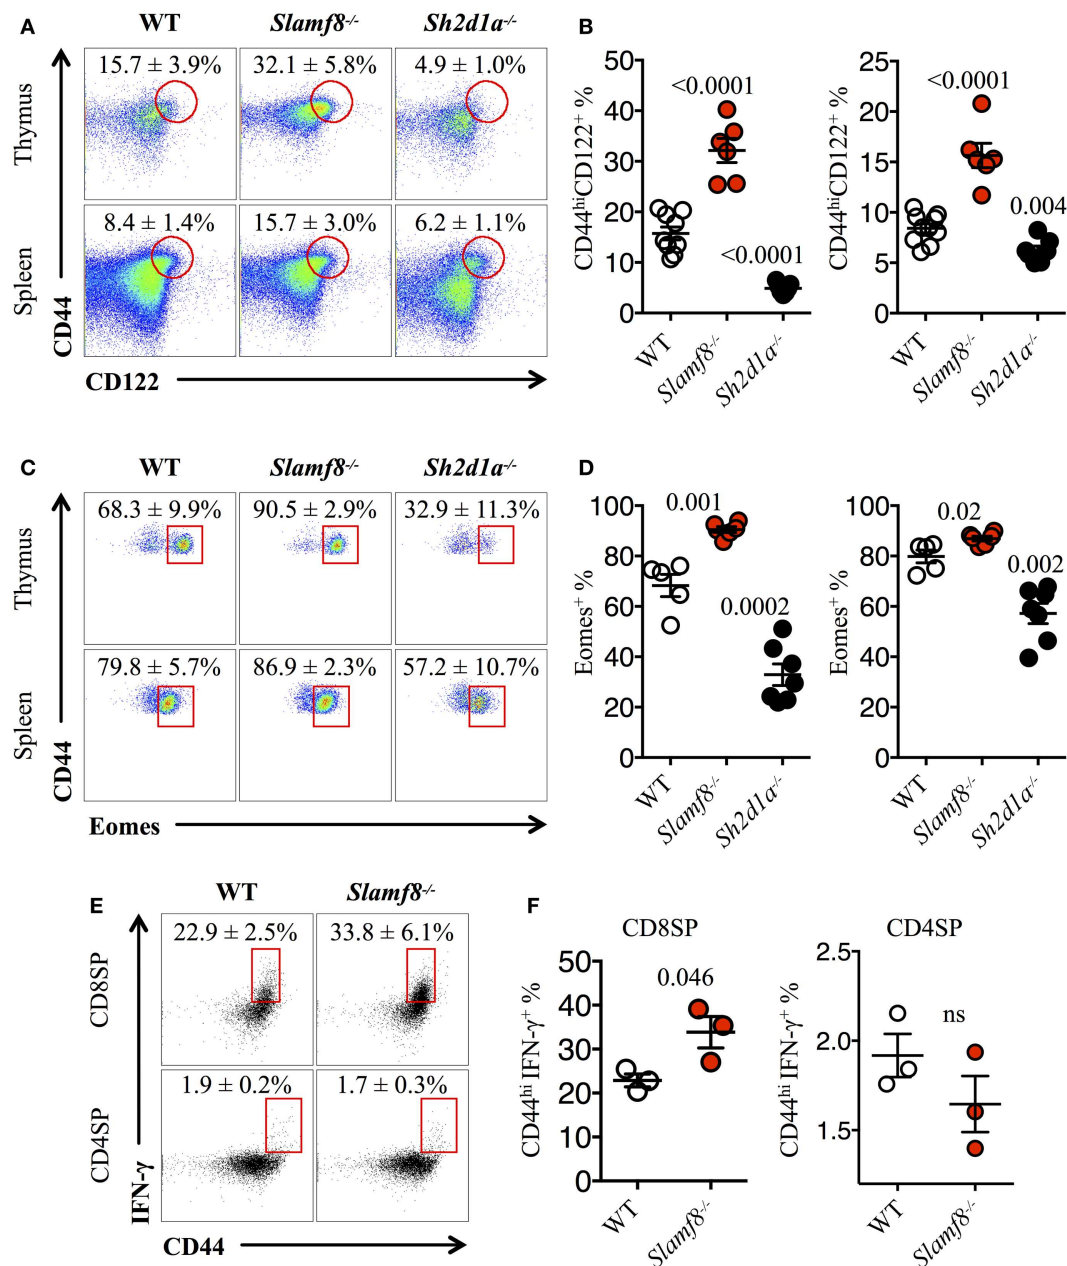 A
WT Slamf8-/- Sh2d1a-/-
Thymus
15.7 ± 3.9% 32.1 ± 5.8% 4.9 ± 1.0%
Spleen
8.4 ± 1.4% 15.7 ± 3.0% 6.2 ± 1.1%
CD44
CD122
B
CD44hiCD122+ %
50
40
30
20
10
0
<0.0001
<0.0001
WT Slamf8-/- Sh2d1a-/-
CD44hiCD122+ %
25
20
15
10
5
0
<0.0001
0.004
WT Slamf8-/- Sh2d1a-/-
C
WT Slamf8-/- Sh2d1a-/-
Thymus
68.3 ± 9.9% 90.5 ± 2.9% 32.9 ± 11.3%
Spleen
79.8 ± 5.7% 86.9 ± 2.3% 57.2 ± 10.7%
CD44
Eomes
D
Eomes+ %
100
80
60
40
20
0
0.001
0.0002
WT Slamf8-/- Sh2d1a-/-
Eomes+ %
100
80
60
40
20
0
0.02
0.002
WT Slamf8-/- Sh2d1a-/-
E
WT Slamf8-/-
CD8SP
22.9 ± 2.5% 33.8 ± 6.1%
CD4SP
1.9 ± 0.2% 1.7 ± 0.3%
IFN-γ
CD44
F
CD8SP
CD44hi IFN-γ+ %
50
40
30
20
10
0
0.046
WT Slamf8-/-
CD4SP
CD44hi IFN-γ+ %
2.5
2.0
1.5
ns
WT Slamf8-/-